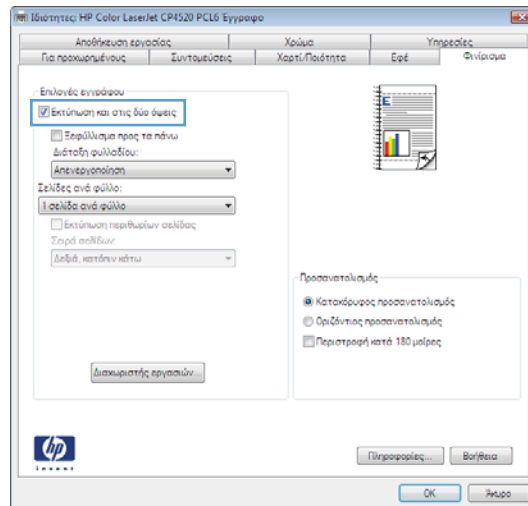 Ιδιότητες: HP Color LaserJet CP4520 PCL6 Έγγραφο
Αποθήκευση εργασίας Χρώμα Υπηρεσίες
Για προχωρημένους Συντομεύσεις Χαρτί/Ποιότητα Εφέ Φινίρισμα
Επιλογές εγγράφου
Εκτύπωση και στις δύο όψεις
Ξεφύλλισμα προς τα πάνω
Διάταξη φυλλαδίου:
Απενεργοποίηση
Σελίδες ανά φύλλο:
1 σελίδα ανά φύλλο
Εκτύπωση περιθωρίων σελίδας
Σειρά σελίδων:
Δεξιά, κατόπιν κάτω
Διαχωριστής εργασιών...
E
Προσανατολισμός
Κατακόρυφος προσανατολισμός
Οριζόντιος προσανατολισμός
Περιστροφή κατά 180 μοίρες
hp
invent
Πληροφορίες... Βοήθεια
OK Άκυρο